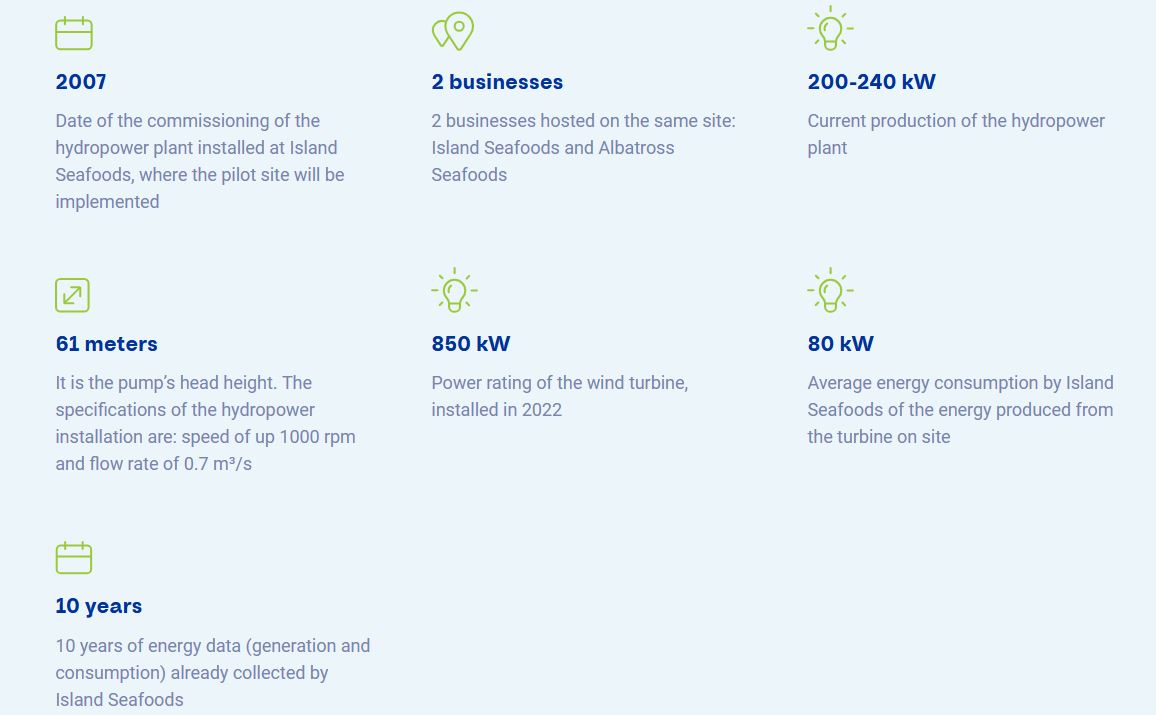 2007
Date of the commissioning of the
hydropower plant installed at Island
Seafoods, where the pilot site will be
implemented
2 businesses
2 businesses hosted on the same site:
Island Seafoods and Albatross
Seafoods
200-240 kW
Current production of the hydropower
plant
61 meters
It is the pump’s head height. The
specifications of the hydropower
installation are: speed of up 1000 rpm
and flow rate of 0.7 m³/s
850 kW
Power rating of the wind turbine,
installed in 2022
80 kW
Average energy consumption by Island
Seafoods of the energy produced from
the turbine on site
10 years
10 years of energy data (generation and
consumption) already collected by
Island Seafoods